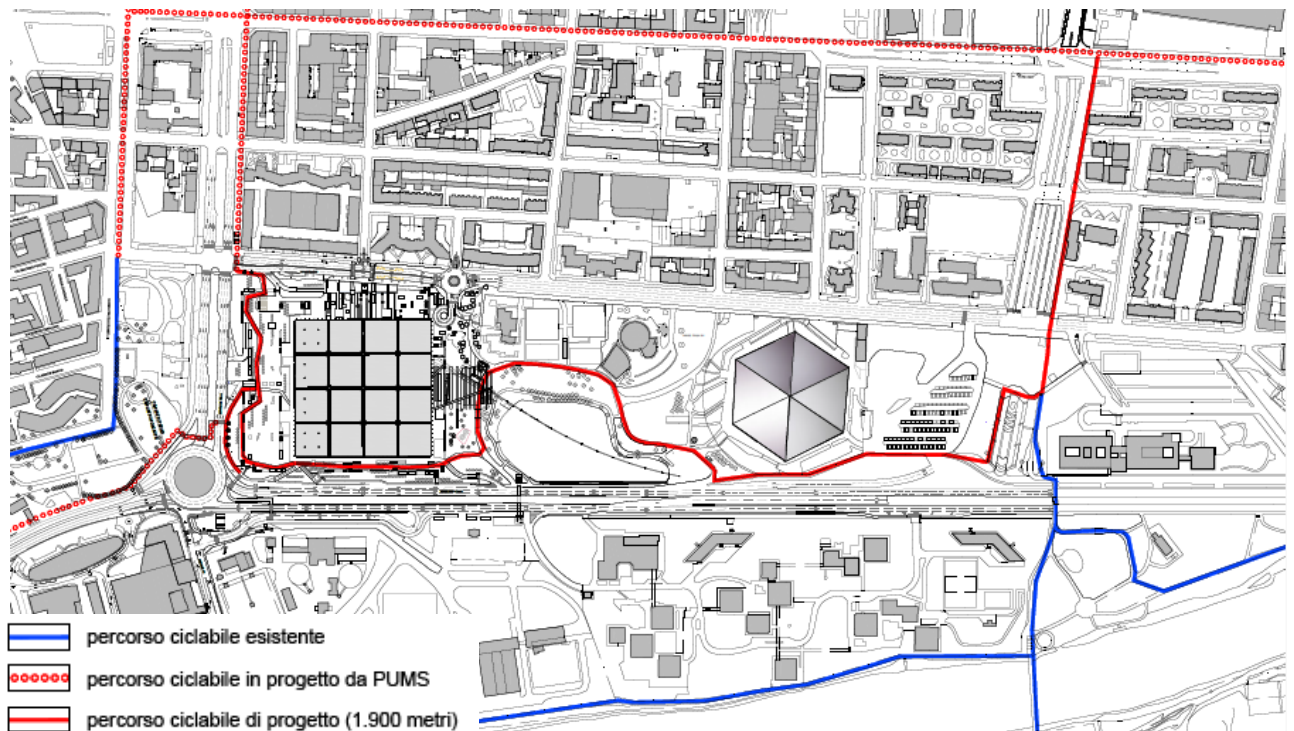 percorso ciclabile esistente
percorso ciclabile in progetto da PUMS
percorso ciclabile di progetto (1.900 metri)